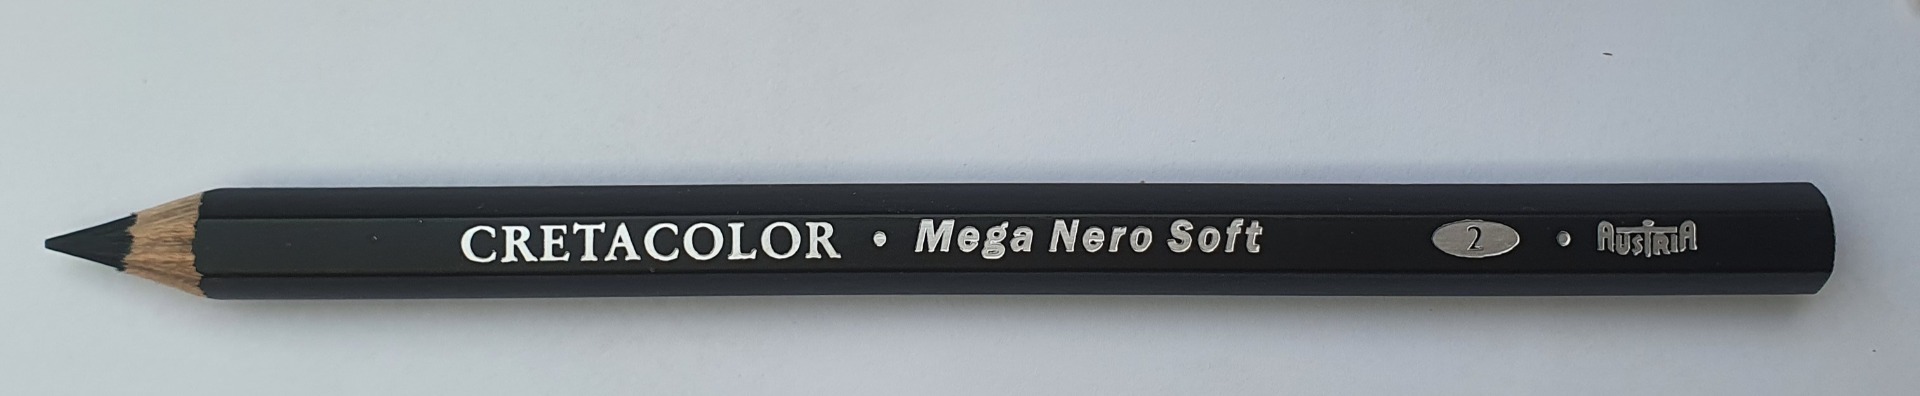 CRETACOLOR • Mega Nero Soft 2 • AUSTRIA